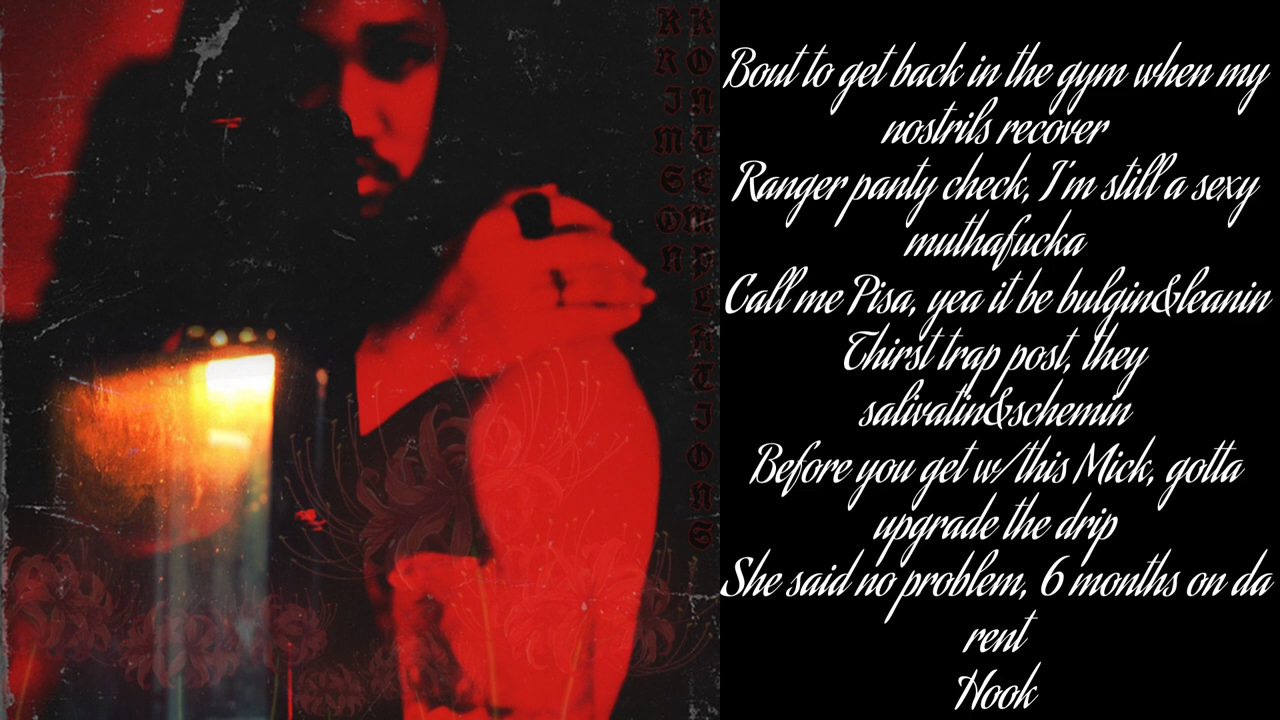 KRIMSON
KONTEMPLATIONS
Bout to get back in the gym when my
nostrils recover
Ranger panty check, I'm still a sexy
muthafucka
Call me Pisa, yea it be bulgin&leanin
Thirst trap post, they
salivatin&schemin
Before you get w/this Mick, gotta
upgrade the drip
She said no problem, 6 months on da
rent
Hook